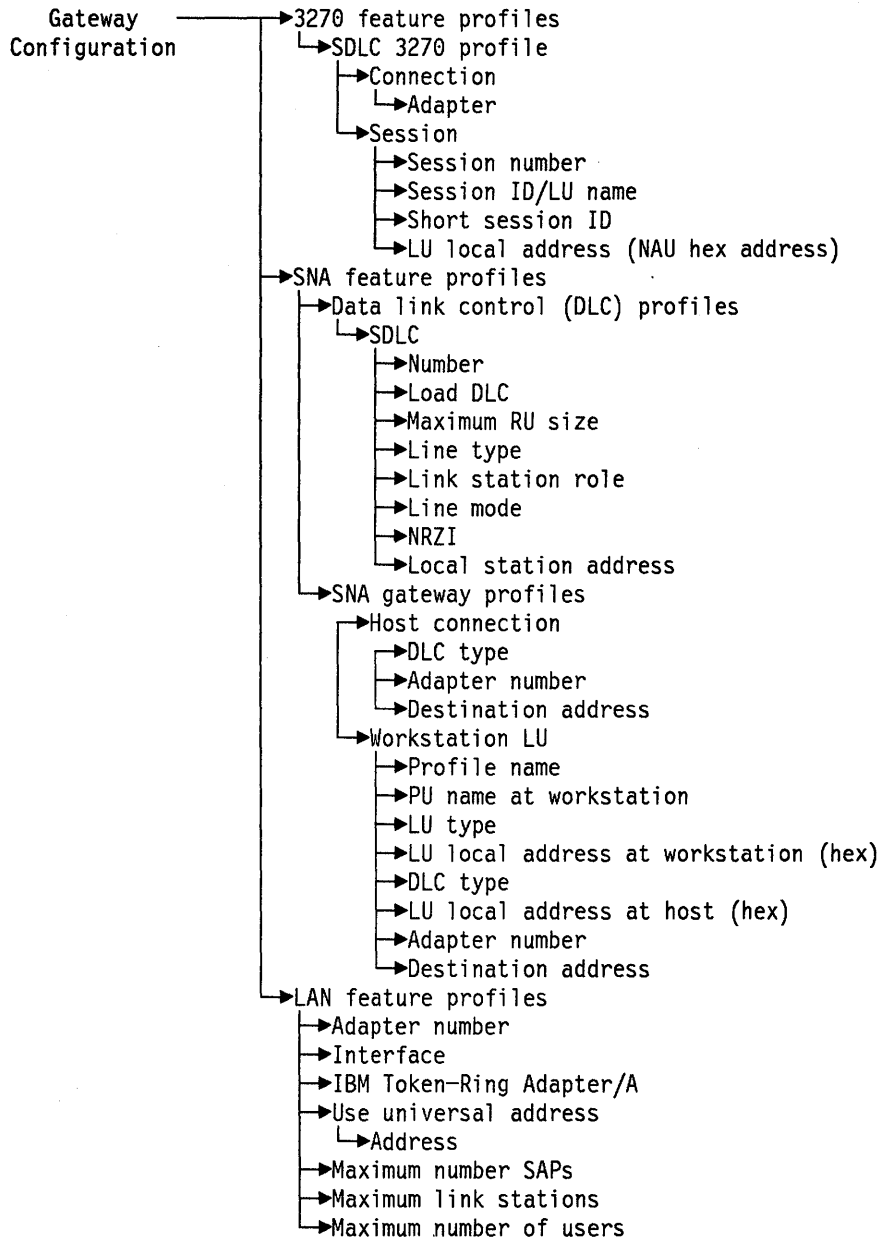 Gateway
Configuration
3270 feature profiles
SDLC 3270 profile
Connection
Adapter
Session
Session number
Session ID/LU name
Short session ID
LU local address (NAU hex address)
SNA feature profiles
Data link control (DLC) profiles
SDLC
Number
Load DLC
Maximum RU size
Line type
Link station role
Line mode
NRZI
Local station address
SNA gateway profiles
Host connection
DLC type
Adapter number
Destination address
Workstation LU
Profile name
PU name at workstation
LU type
LU local address at workstation (hex)
DLC type
LU local address at host (hex)
Adapter number
Destination address
LAN feature profiles
Adapter number
Interface
IBM Token-Ring Adapter/A
Use universal address
Address
Maximum number SAPs
Maximum link stations
Maximum number of users